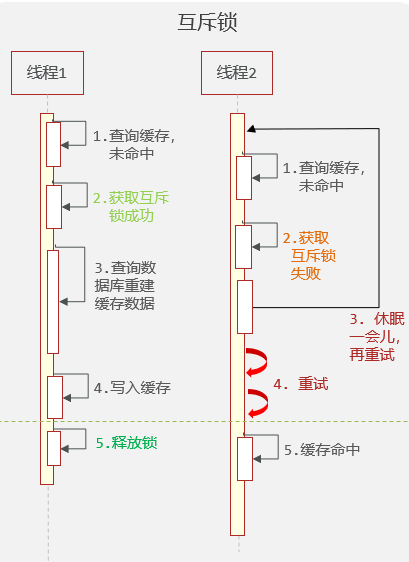 互斥锁
线程1
线程2
1.查询缓存，
未命中
2.获取互斥
锁成功
3.查询数
据库重建
缓存数据
4.写入缓存
5.释放锁
1.查询缓存，
未命中
2.获取
互斥锁
失败
3. 休眠
一会儿，
再重试
4. 重试
5.缓存命中